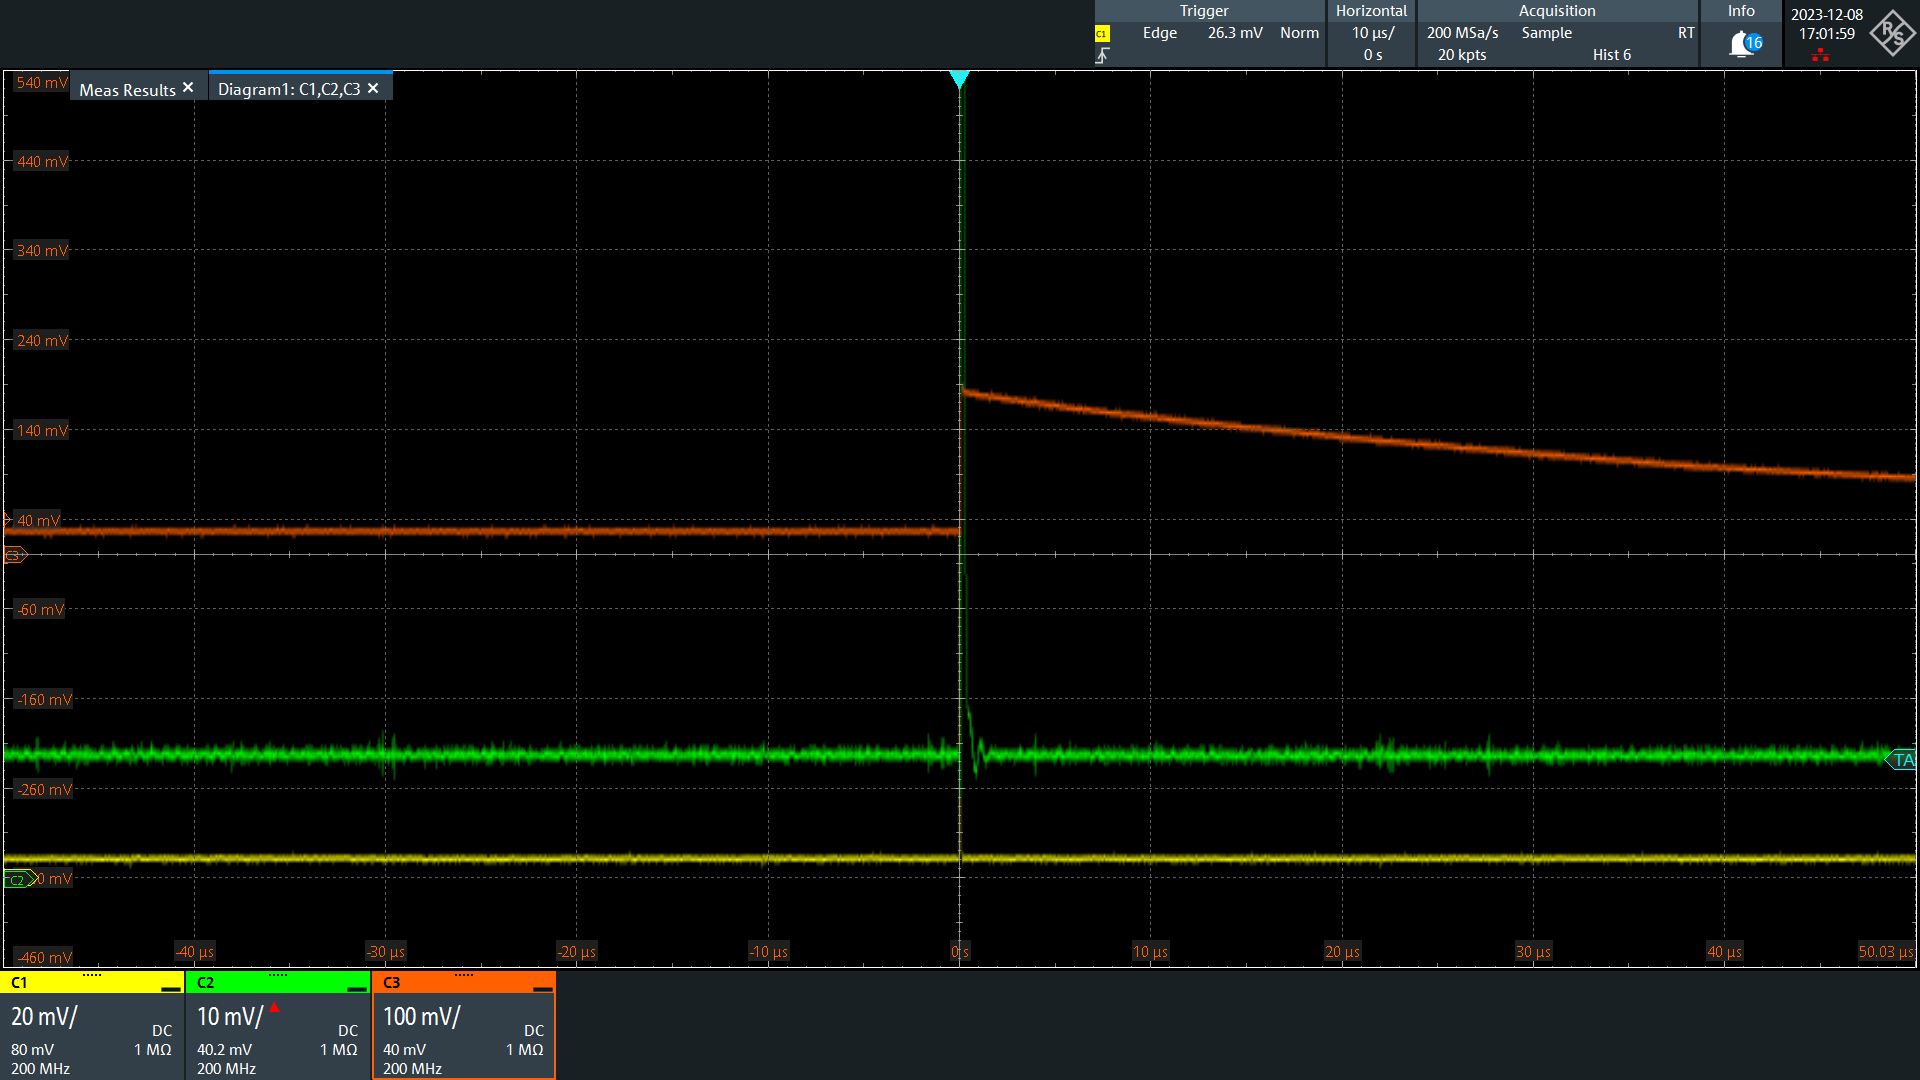 Trigger
C1
Edge 26.3 mV Norm
Horizontal
10 µs/
0 s
Acquisition
200 MSa/s Sample RT
20 kpts Hist 6
Info
16
2023-12-08
17:01:59
R S
Meas Results ✕
Diagram1: C1,C2,C3 ✕
540 mV
440 mV
340 mV
240 mV
140 mV
40 mV
C3
-60 mV
-160 mV
TA
-260 mV
C2
0 mV
-460 mV
-40 µs -30 µs -20 µs -10 µs 0 s 10 µs 20 µs 30 µs 40 µs 50.03 µs
C1
20 mV/
DC
80 mV 1 MΩ
200 MHz
C2
10 mV/
DC
40.2 mV 1 MΩ
200 MHz
C3
100 mV/
DC
40 mV 1 MΩ
200 MHz